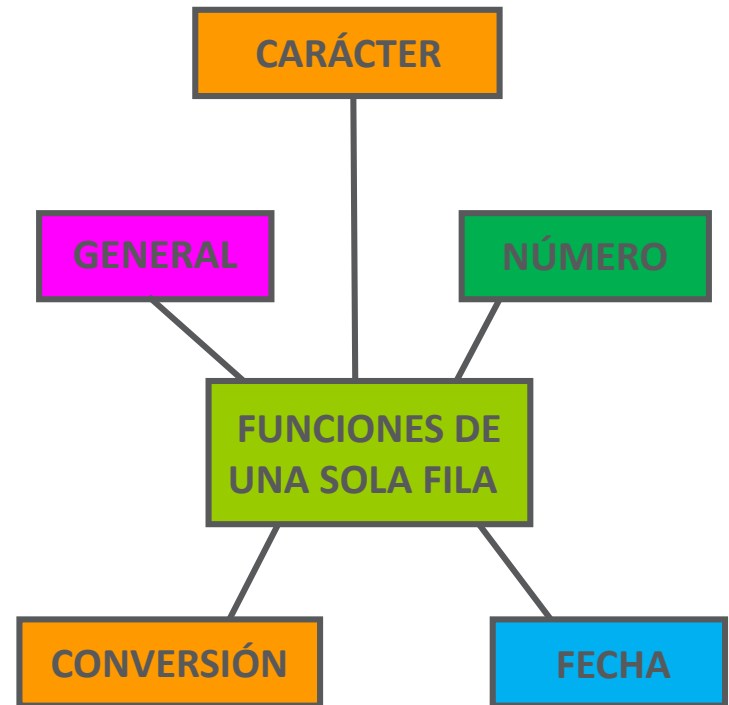 CARÁCTER
GENERAL
NÚMERO
FUNCIONES DE
UNA SOLA FILA
CONVERSIÓN
FECHA